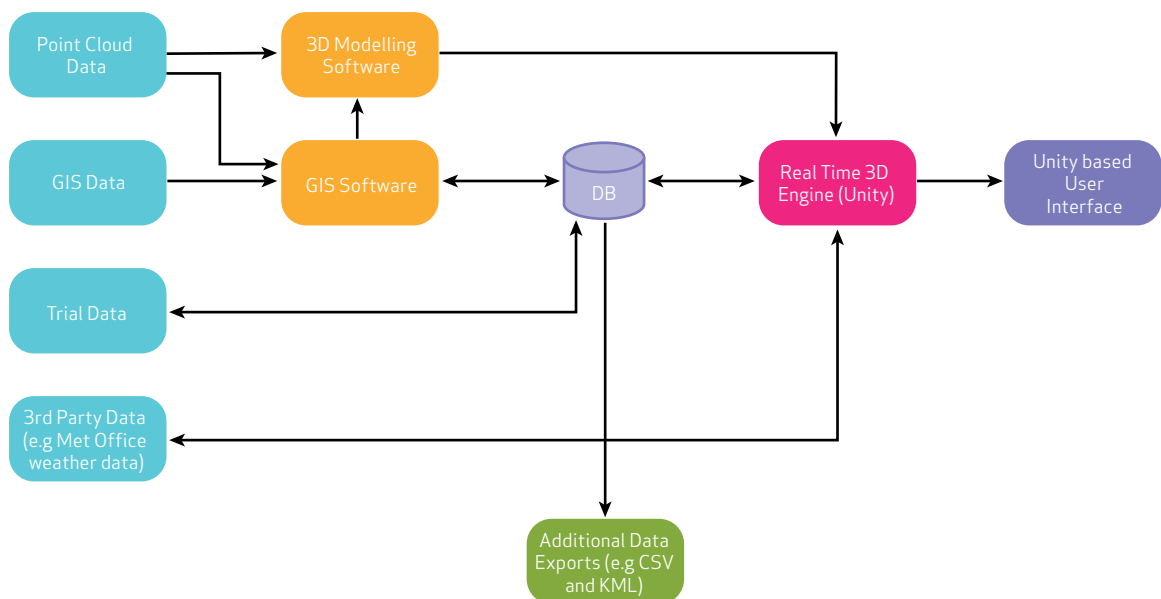 Point Cloud
Data
3D Modelling
Software
GIS Data
GIS Software
DB
Real Time 3D
Engine (Unity)
Unity based
User
Interface
Trial Data
3rd Party Data
(e.g Met Office
weather data)
Additional Data
Exports (e.g CSV
and KML)